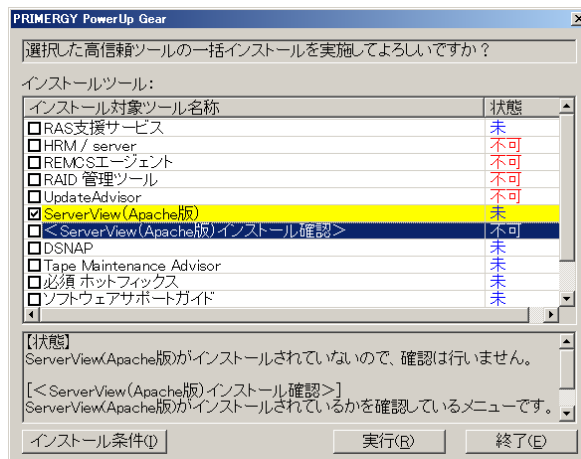 PRIMERGY PowerUp Gear
選択した高信頼ツールの一括インストールを実施してよろしいですか？
インストールツール：
インストール対象ツール名称 状態
RAS支援サービス 未
HRM / server 不可
REMCSエージェント 不可
RAID 管理ツール 不可
UpdateAdvisor 不可
ServerView(Apache版) 未
＜ServerView(Apache版)インストール確認＞ 不可
DSNAP 未
Tape Maintenance Advisor 未
必須 ホットフィックス 未
ソフトウェアサポートガイド 未
【状態】
ServerView(Apache版)がインストールされていないので、確認は行いません。
[＜ServerView(Apache版)インストール確認＞]
ServerView(Apache版)がインストールされているかを確認しているメニューです。
インストール条件(I) 実行(R) 終了(E)